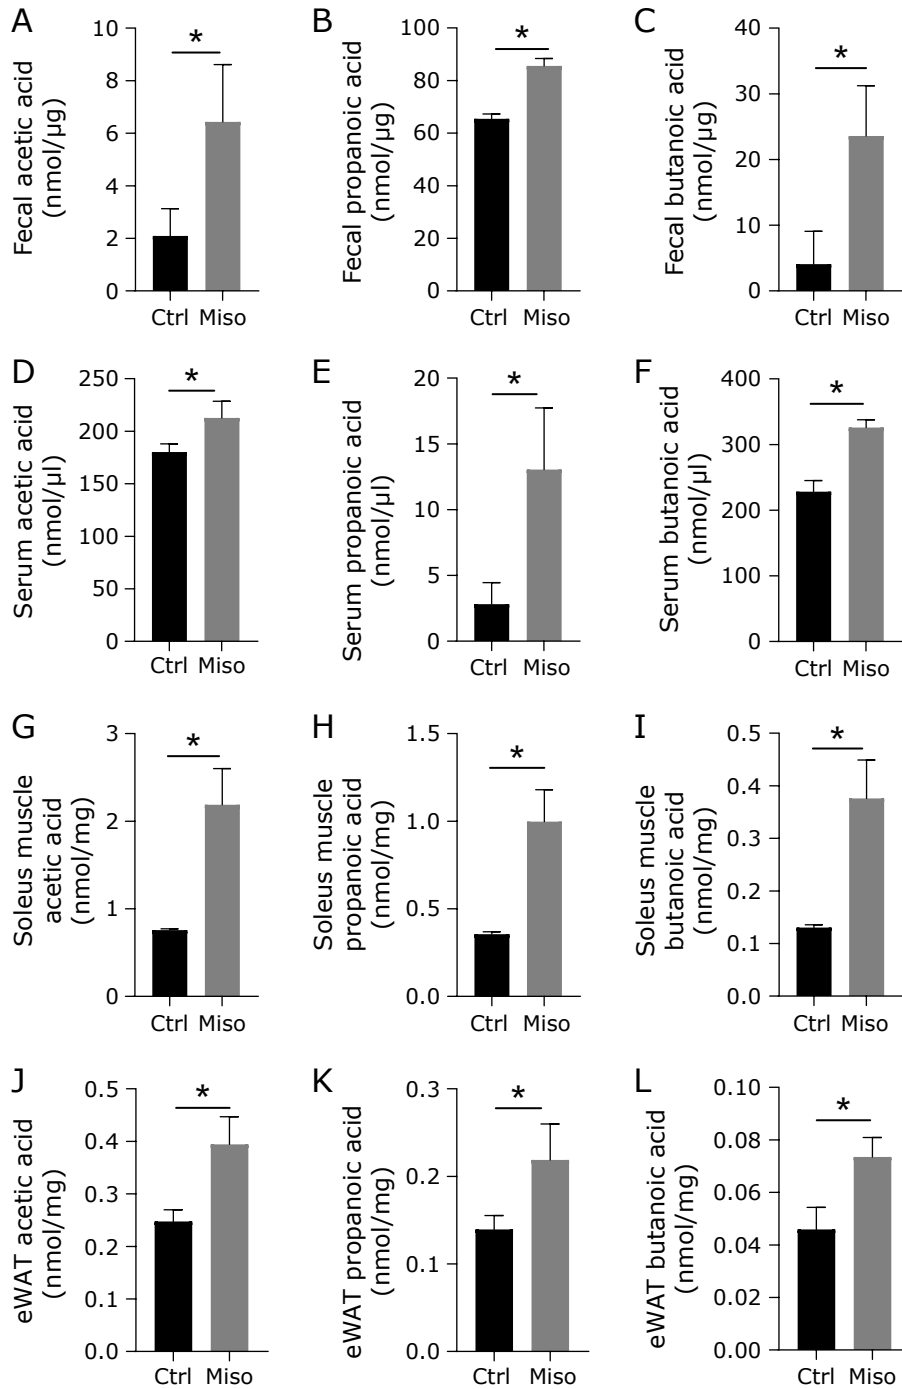 A
Fecal acetic acid
(nmol/µg)
10
8
6
4
2
0
*
Ctrl Miso
B
Fecal propanoic acid
(nmol/µg)
100
80
60
40
20
0
*
Ctrl Miso
C
Fecal butanoic acid
(nmol/µg)
40
30
20
10
0
*
Ctrl Miso
D
Serum acetic acid
(nmol/µl)
250
200
150
100
50
0
*
Ctrl Miso
E
Serum propanoic acid
(nmol/µl)
20
15
10
5
0
*
Ctrl Miso
F
Serum butanoic acid
(nmol/µl)
400
300
200
100
0
*
Ctrl Miso
G
Soleus muscle
acetic acid
(nmol/mg)
3
2
1
0
*
Ctrl Miso
H
Soleus muscle
propanoic acid
(nmol/mg)
1.5
1.0
0.5
0.0
*
Ctrl Miso
I
Soleus muscle
butanoic acid
(nmol/mg)
0.5
0.4
0.3
0.2
0.1
0.0
*
Ctrl Miso
J
eWAT acetic acid
(nmol/mg)
0.5
0.4
0.3
0.2
0.1
0.0
*
Ctrl Miso
K
eWAT propanoic acid
(nmol/mg)
0.3
0.2
0.1
0.0
*
Ctrl Miso
L
eWAT butanoic acid
(nmol/mg)
0.10
0.08
0.06
0.04
0.02
0.00
*
Ctrl Miso